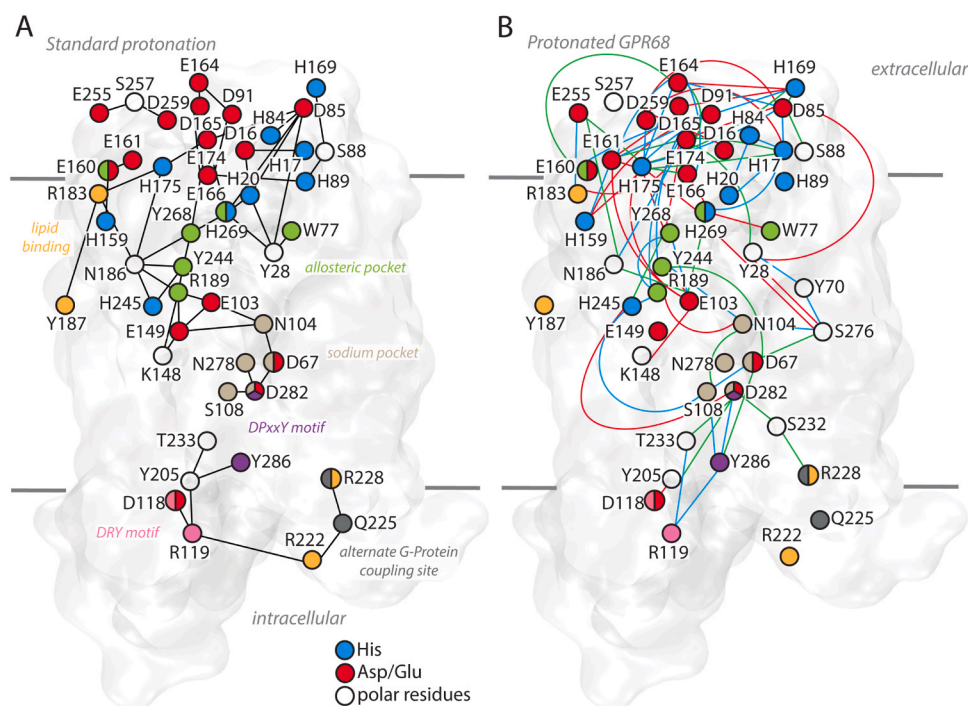 A
Standard protonation
E164
H169
S257
E255
D259
D91
D85
D165
H84
D16
E161
S88
E160
E174
H17
R183
H175
H20
H89
E166
lipid
binding
H159
Y268
H269
W77
Y244
allosteric pocket
N186
R189
Y28
H245
E103
Y187
E149
N104
sodium pocket
K148
N278
D67
D282
S108
DPxxY motif
T233
Y286
Y205
R228
D118
DRY motif
Q225
R119
R222
alternate G-Protein
coupling site
intracellular
His
Asp/Glu
polar residues
B
Protonated GPR68
extracellular
E164
H169
S257
E255
D259
D91
D85
D165
H84
D16
E161
S88
E160
E174
H17
R183
H175
H20
H89
E166
H159
Y268
H269
W77
Y244
N186
R189
Y28
Y70
H245
E103
Y187
E149
N104
S276
K148
N278
D67
D282
S108
S232
T233
Y286
Y205
R228
D118
Q225
R119
R222